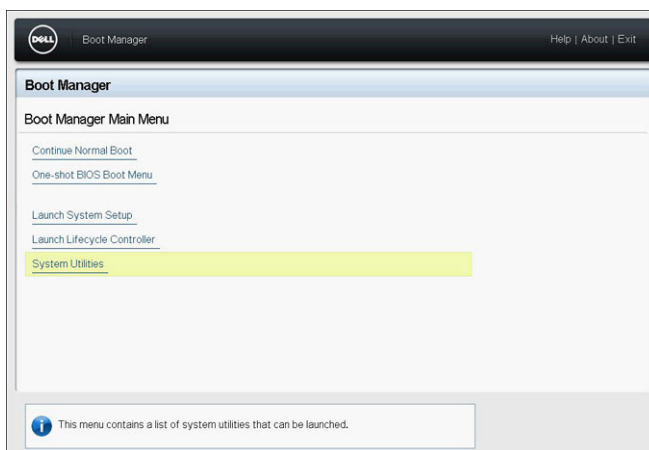 DELL
Boot Manager
Help | About | Exit
Boot Manager
Boot Manager Main Menu
Continue Normal Boot
One-shot BIOS Boot Menu
Launch System Setup
Launch Lifecycle Controller
System Utilities
This menu contains a list of system utilities that can be launched.